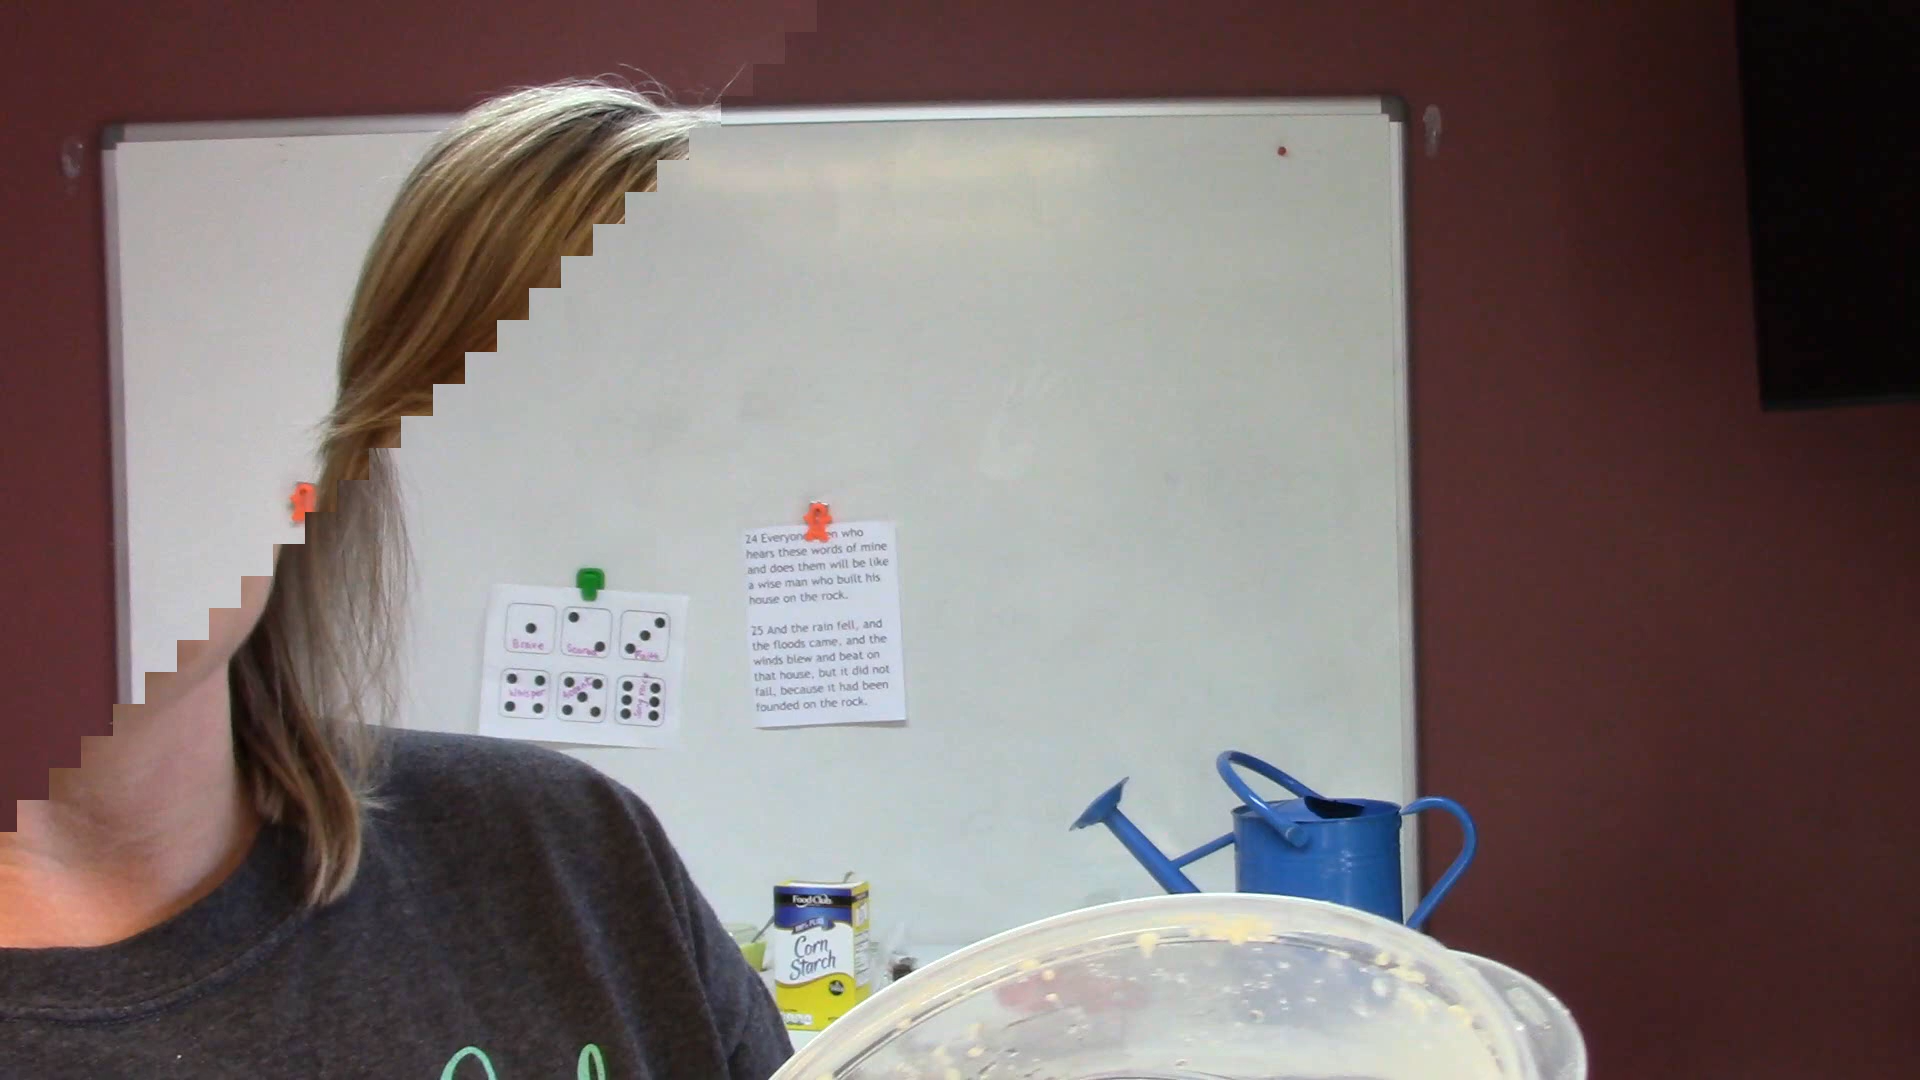 24 Everyone who
hears these words of mine
and does them will be like
a wise man who built his
house on the rock.
25 And the rain fell, and
the floods came, and the
winds blew and beat on
that house, but it did not
fall, because it had been
founded on the rock.
Brave
Scared
Faith
Whisper
Food Club
100% PURE
Corn
Starch